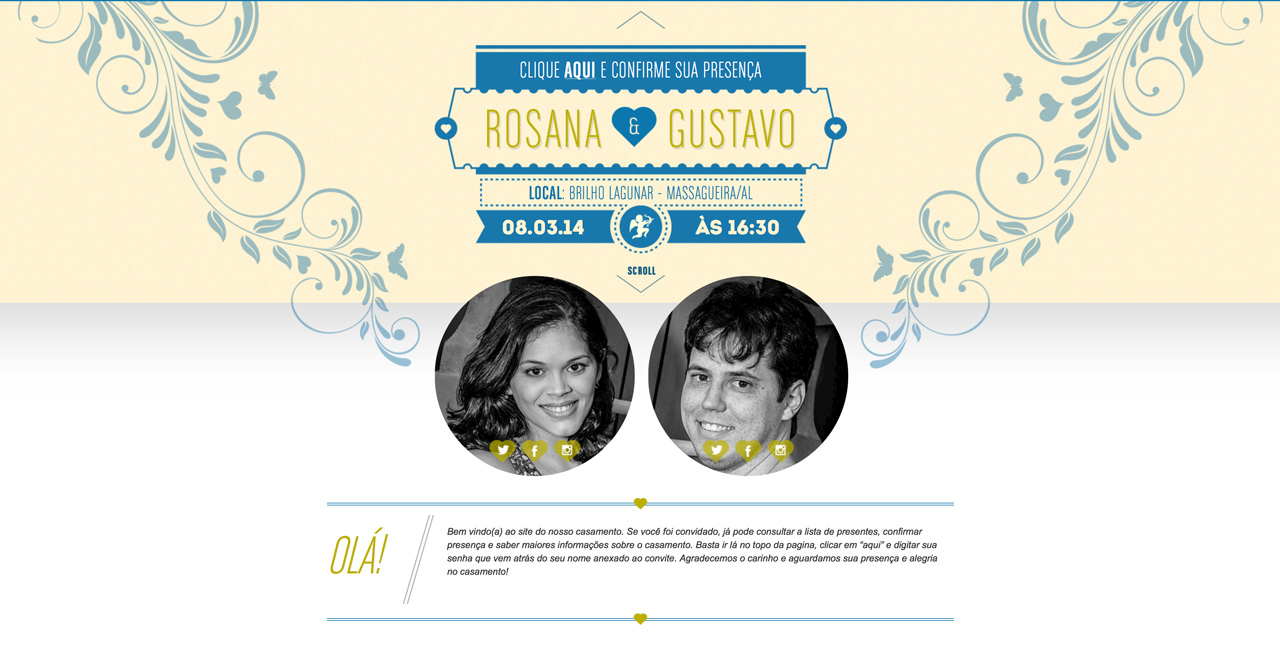 CLIQUE AQUI E CONFIRME SUA PRESENÇA
ROSANA & GUSTAVO
LOCAL: BRILHO LAGUNAR - MASSAGUEIRA/AL
08.03.14 ÀS 16:30
SCROLL
OLÁ!
Bem vindo(a) ao site do nosso casamento. Se você foi convidado, já pode consultar a lista de presentes, confirmar
presença e saber maiores informações sobre o casamento. Basta ir lá no topo da pagina, clicar em "aqui" e digitar sua
senha que vem atrás do seu nome anexado ao convite. Agradecemos o carinho e aguardamos sua presença e alegria
no casamento!